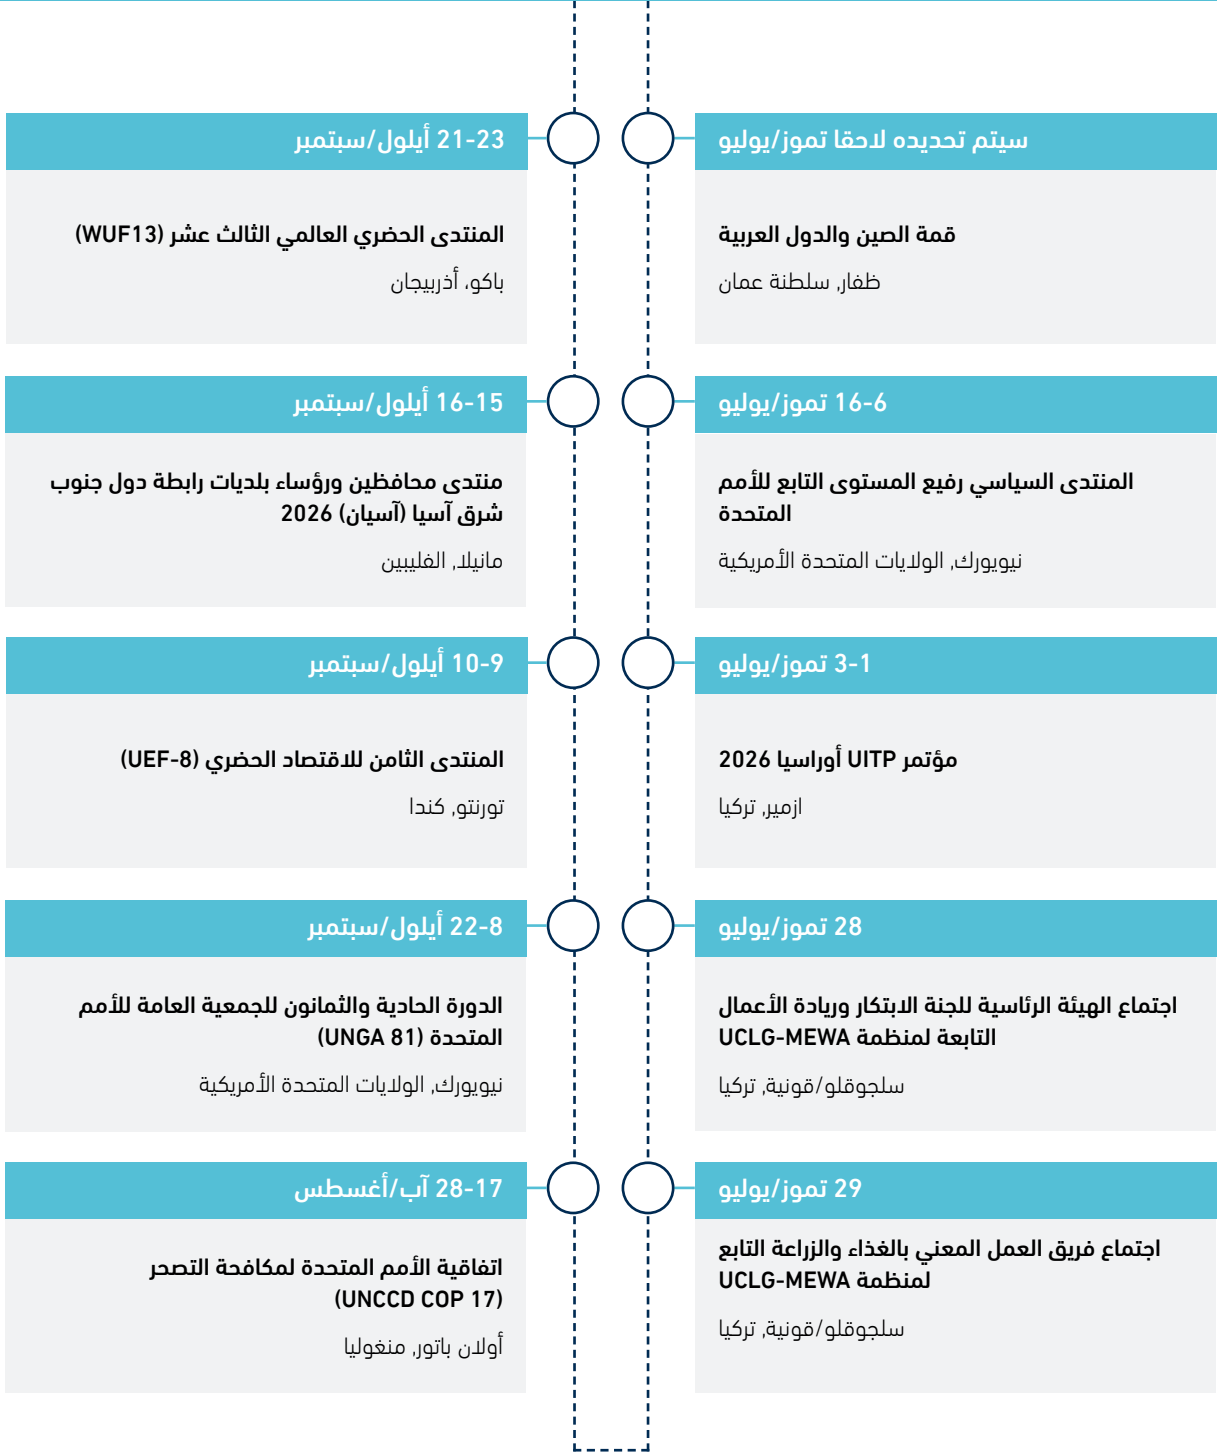 سيتم تحديده لاحقا تموز/يوليو
قمة الصين والدول العربية
ظفار, سلطنة عمان
6-16 تموز/يوليو
المنتدى السياسي رفيع المستوى التابع للأمم
المتحدة
نيويورك, الولايات المتحدة الأمريكية
1-3 تموز/يوليو
مؤتمر UITP أوراسيا 2026
ازمير, تركيا
28 تموز/يوليو
اجتماع الهيئة الرئاسية للجنة الابتكار وريادة الأعمال
التابعة لمنظمة UCLG-MEWA
سلجوقلو/قونية, تركيا
29 تموز/يوليو
اجتماع فريق العمل المعني بالغذاء والزراعة التابع
لمنظمة UCLG-MEWA
سلجوقلو/قونية, تركيا
21-23 أيلول/سبتمبر
المنتدى الحضري العالمي الثالث عشر (WUF13)
باكو، أذربيجان
15-16 أيلول/سبتمبر
منتدى محافظين ورؤساء بلديات رابطة دول جنوب
شرق آسيا (آسيان) 2026
مانيلا, الفليبين
9-10 أيلول/سبتمبر
المنتدى الثامن للاقتصاد الحضري (UEF-8)
تورنتو, كندا
8-22 أيلول/سبتمبر
الدورة الحادية والثمانون للجمعية العامة للأمم
المتحدة (UNGA 81)
نيويورك, الولايات المتحدة الأمريكية
17-28 آب/أغسطس
اتفاقية الأمم المتحدة لمكافحة التصحر
(UNCCD COP 17)
أولان باتور, منغوليا